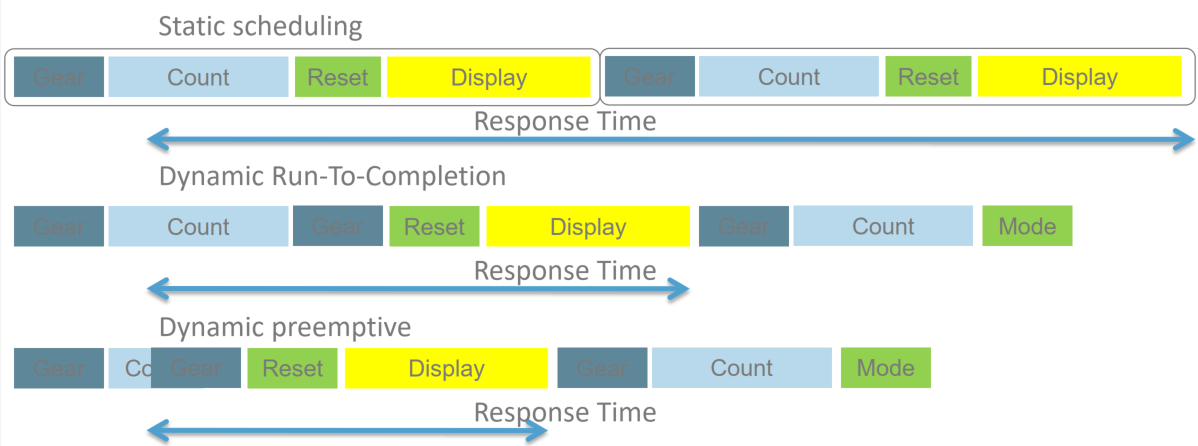 Static scheduling
Gear Count Reset Display Gear Count Reset Display
Response Time
Dynamic Run-To-Completion
Gear Count Gear Reset Display Gear Count Mode
Response Time
Dynamic preemptive
Gear Co Gear Reset Display Gear Count Mode
Response Time